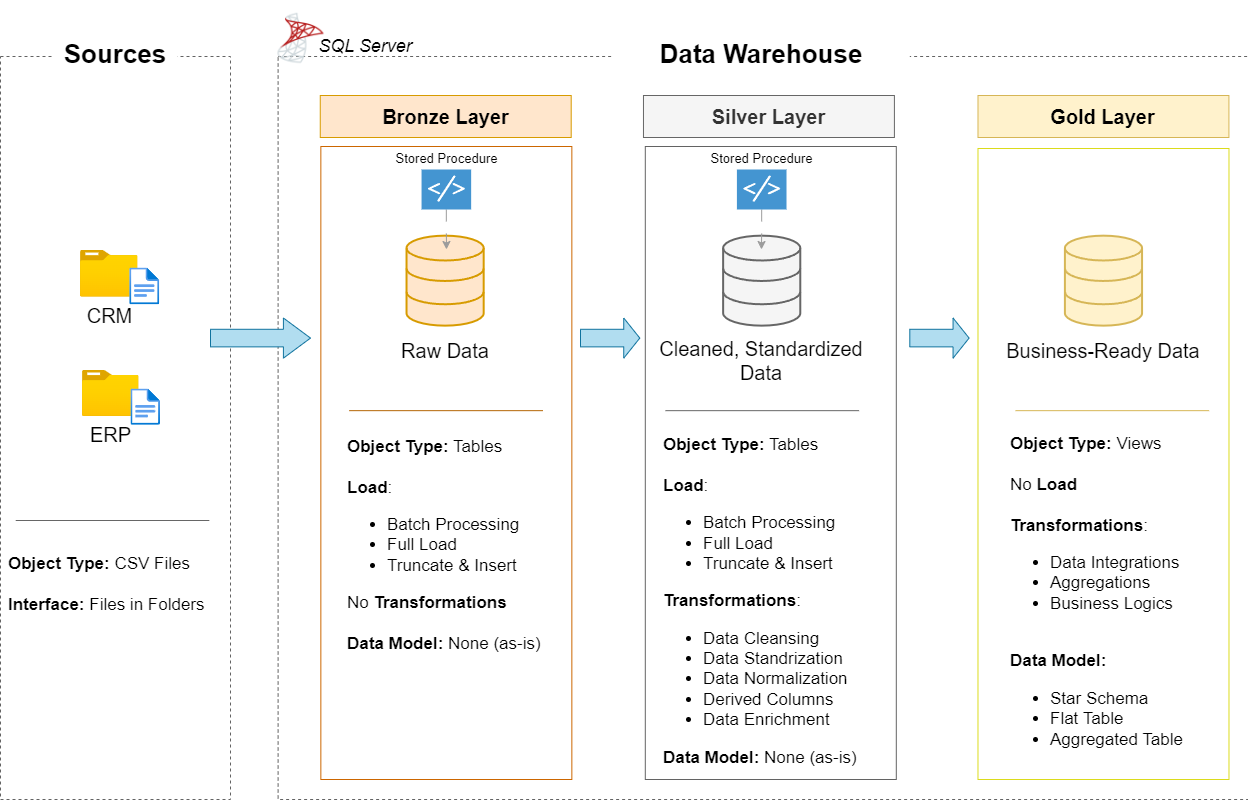 Sources
CRM
ERP
Object Type: CSV Files
Interface: Files in Folders
SQL Server
Data Warehouse
Bronze Layer
Stored Procedure
</>
Raw Data
Object Type: Tables
Load:
Batch Processing
Full Load
Truncate & Insert
No Transformations
Data Model: None (as-is)
Silver Layer
Stored Procedure
</>
Cleaned, Standardized
Data
Object Type: Tables
Load:
Batch Processing
Full Load
Truncate & Insert
Transformations:
Data Cleansing
Data Standrization
Data Normalization
Derived Columns
Data Enrichment
Data Model: None (as-is)
Gold Layer
Business-Ready Data
Object Type: Views
No Load
Transformations:
Data Integrations
Aggregations
Business Logics
Data Model:
Star Schema
Flat Table
Aggregated Table